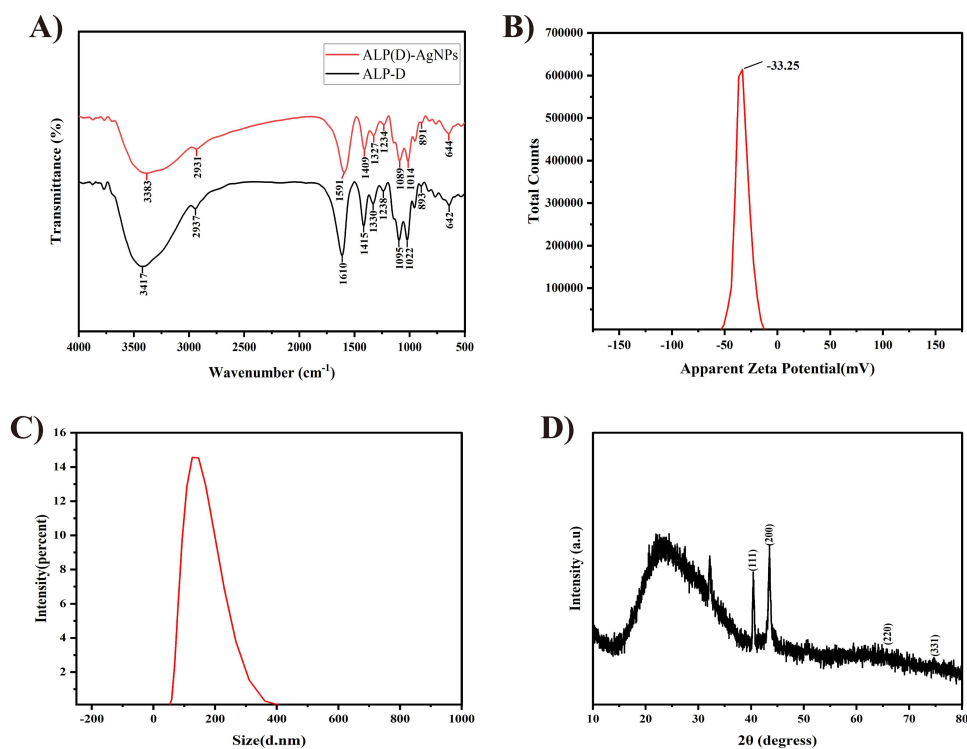 A)
ALP(D)-AgNPs
ALP-D
Transmittance (%)
3383
2931
1591
1409
1327
1234
1089
1014
891
644
3417
2937
1610
1415
1330
1238
1095
1022
893
642
4000 3500 3000 2500 2000 1500 1000 500
Wavenumber (cm-1)
B)
Total Counts
700000
600000
500000
400000
300000
200000
100000
-33.25
-150 -100 -50 0 50 100 150
Apparent Zeta Potential(mV)
C)
Intensity(percent)
16
14
12
10
8
6
4
2
-200 0 200 400 600 800 1000
Size(d.nm)
D)
Intensity (a.u)
(111)
(200)
(220)
(331)
10 20 30 40 50 60 70 80
2θ (degress)